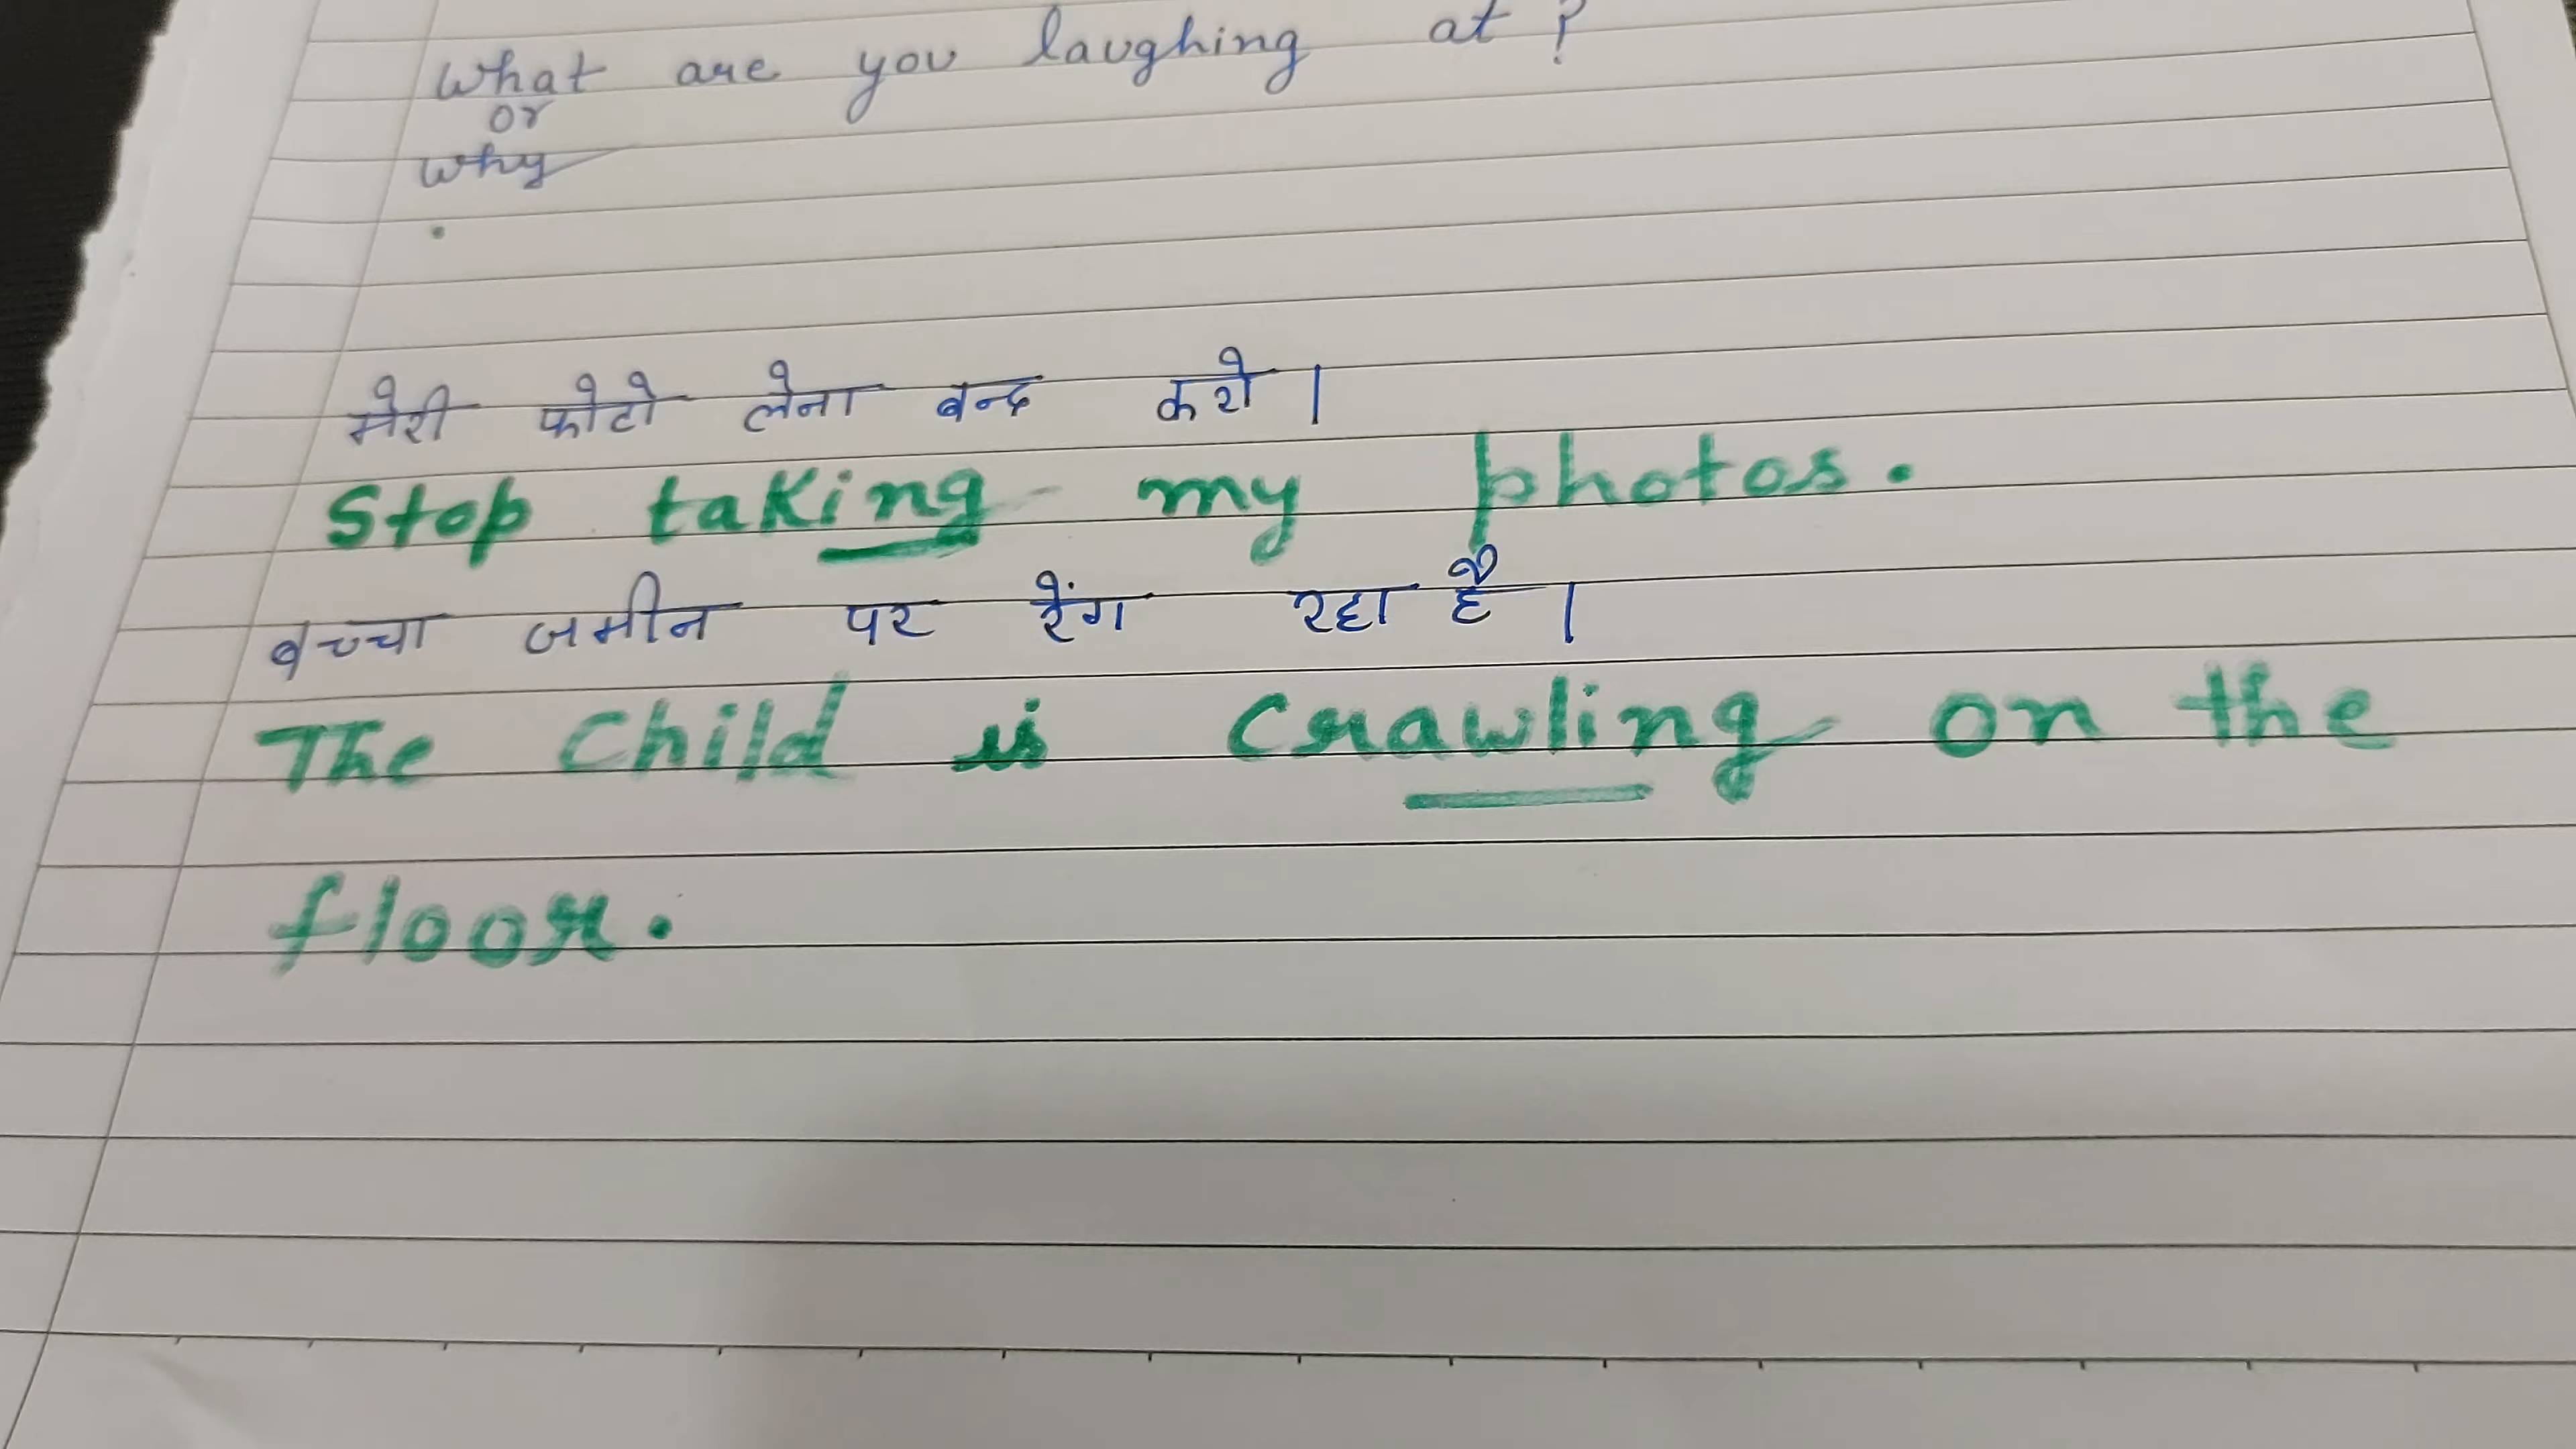 What are you laughing at?
or
Why
मेरी फोटो लेना बन्द करो।
Stop taking my photos.
बच्चा जमीन पर रेंग रहा है।
The Child is Crawling on the
floor.